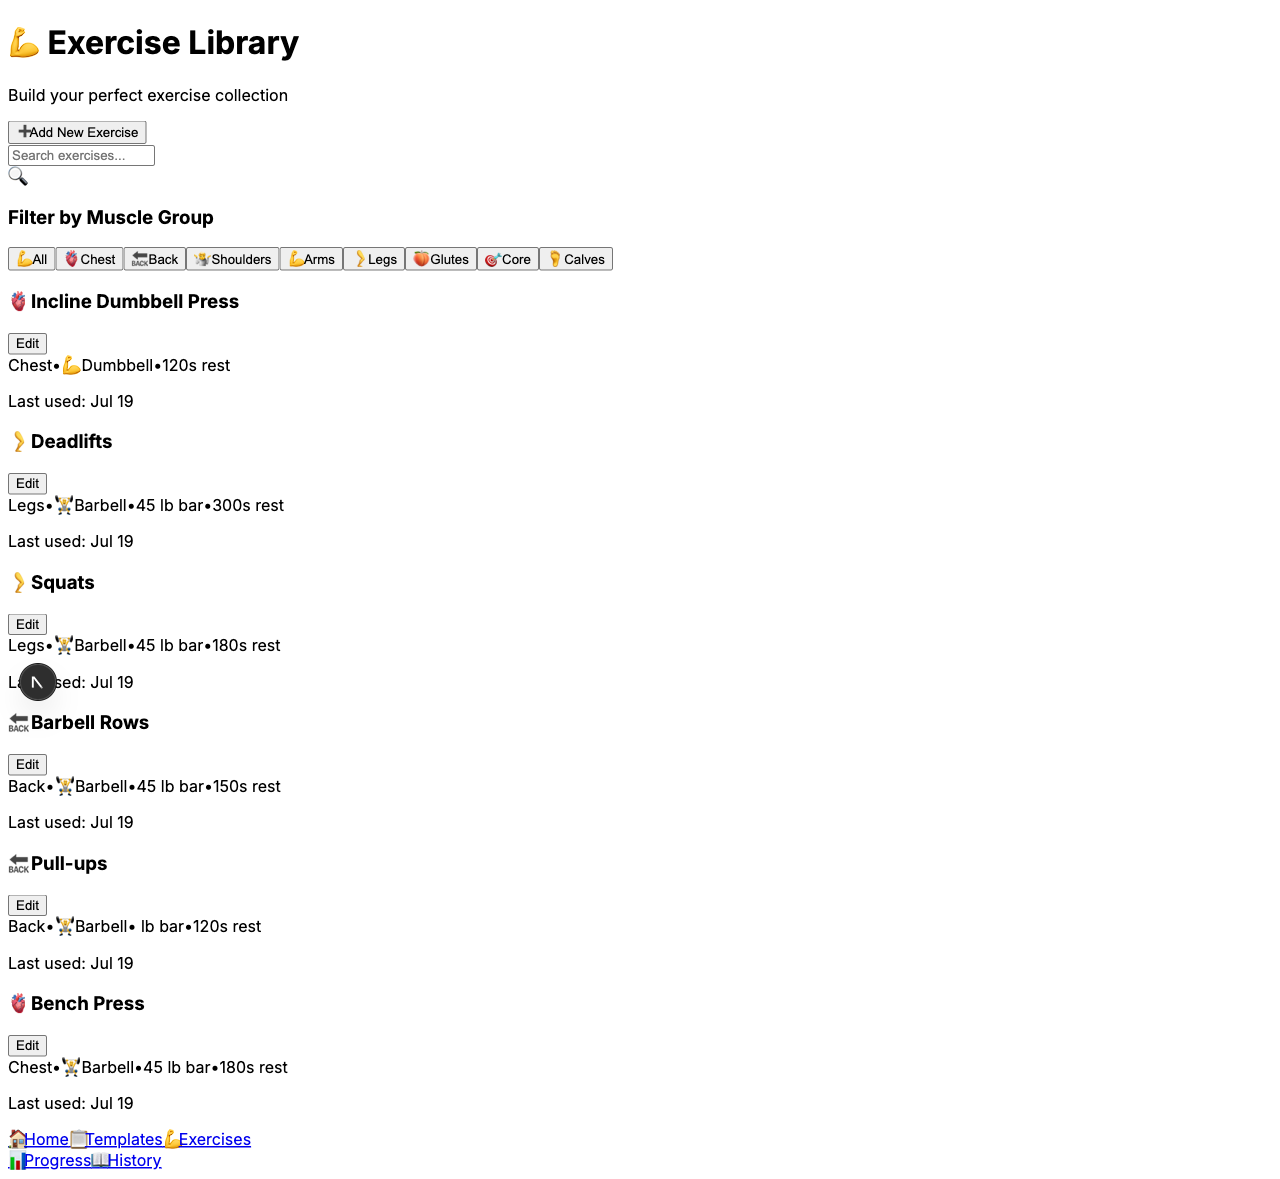 💪 Exercise Library
Build your perfect exercise collection
➕Add New Exercise
Search exercises...
🔍
Filter by Muscle Group
💪All 🫀Chest 🔙Back 🤷Shoulders 💪Arms 🦵Legs 🍑Glutes 🎯Core 🦶Calves
🫀Incline Dumbbell Press
Edit
Chest•💪Dumbbell•120s rest
Last used: Jul 19
🦵Deadlifts
Edit
Legs•🏋️Barbell•45 lb bar•300s rest
Last used: Jul 19
🦵Squats
Edit
Legs•🏋️Barbell•45 lb bar•180s rest
used: Jul 19
🔙Barbell Rows
Edit
Back•🏋️Barbell•45 lb bar•150s rest
Last used: Jul 19
🔙Pull-ups
Edit
Back•🏋️Barbell• lb bar•120s rest
Last used: Jul 19
🫀Bench Press
Edit
Chest•🏋️Barbell•45 lb bar•180s rest
Last used: Jul 19
🏠Home📋Templates💪Exercises
📊Progress📖History